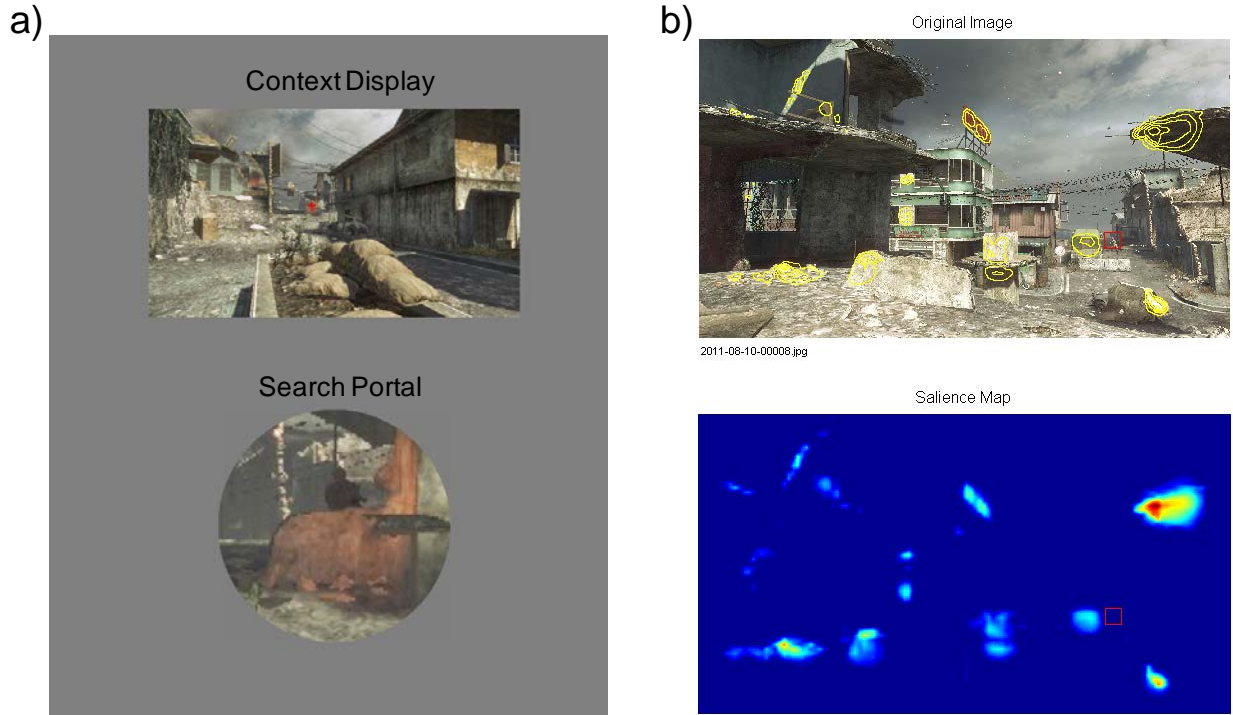 a)
Context Display
Search Portal
b)
Original Image
2011-08-10-00008.jpg
Salience Map